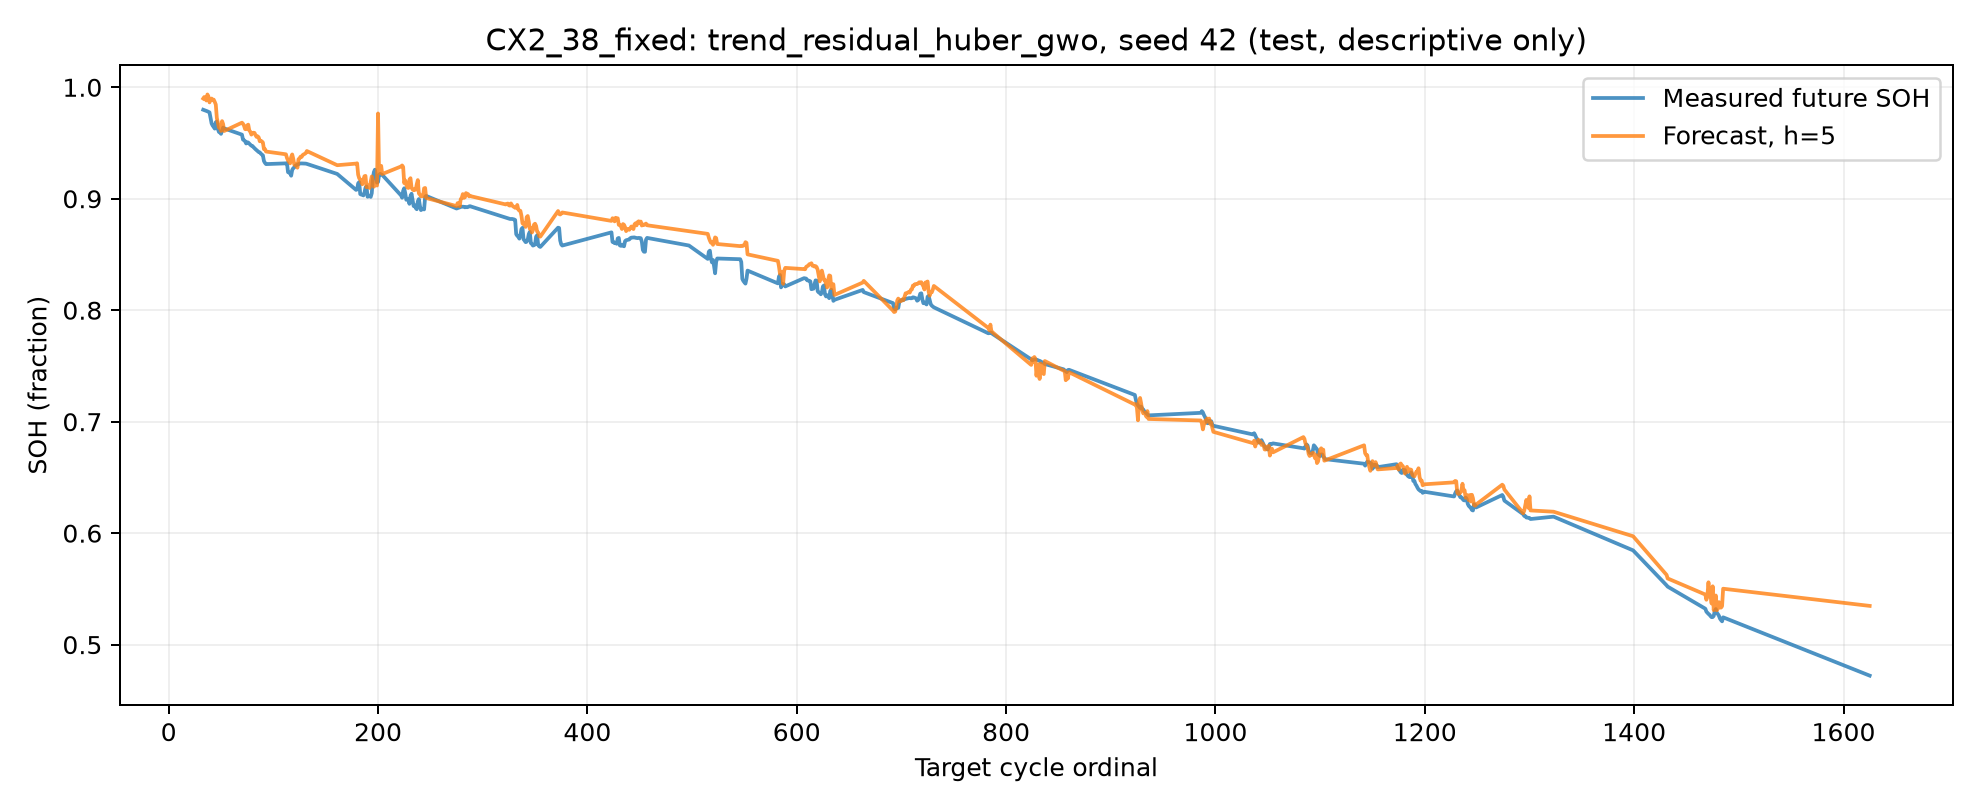 CX2_38_fixed: trend_residual_huber_gwo, seed 42 (test, descriptive only)
Measured future SOH
Forecast, h=5
SOH (fraction)
1.0
0.9
0.8
0.7
0.6
0.5
0 200 400 600 800 1000 1200 1400 1600
Target cycle ordinal